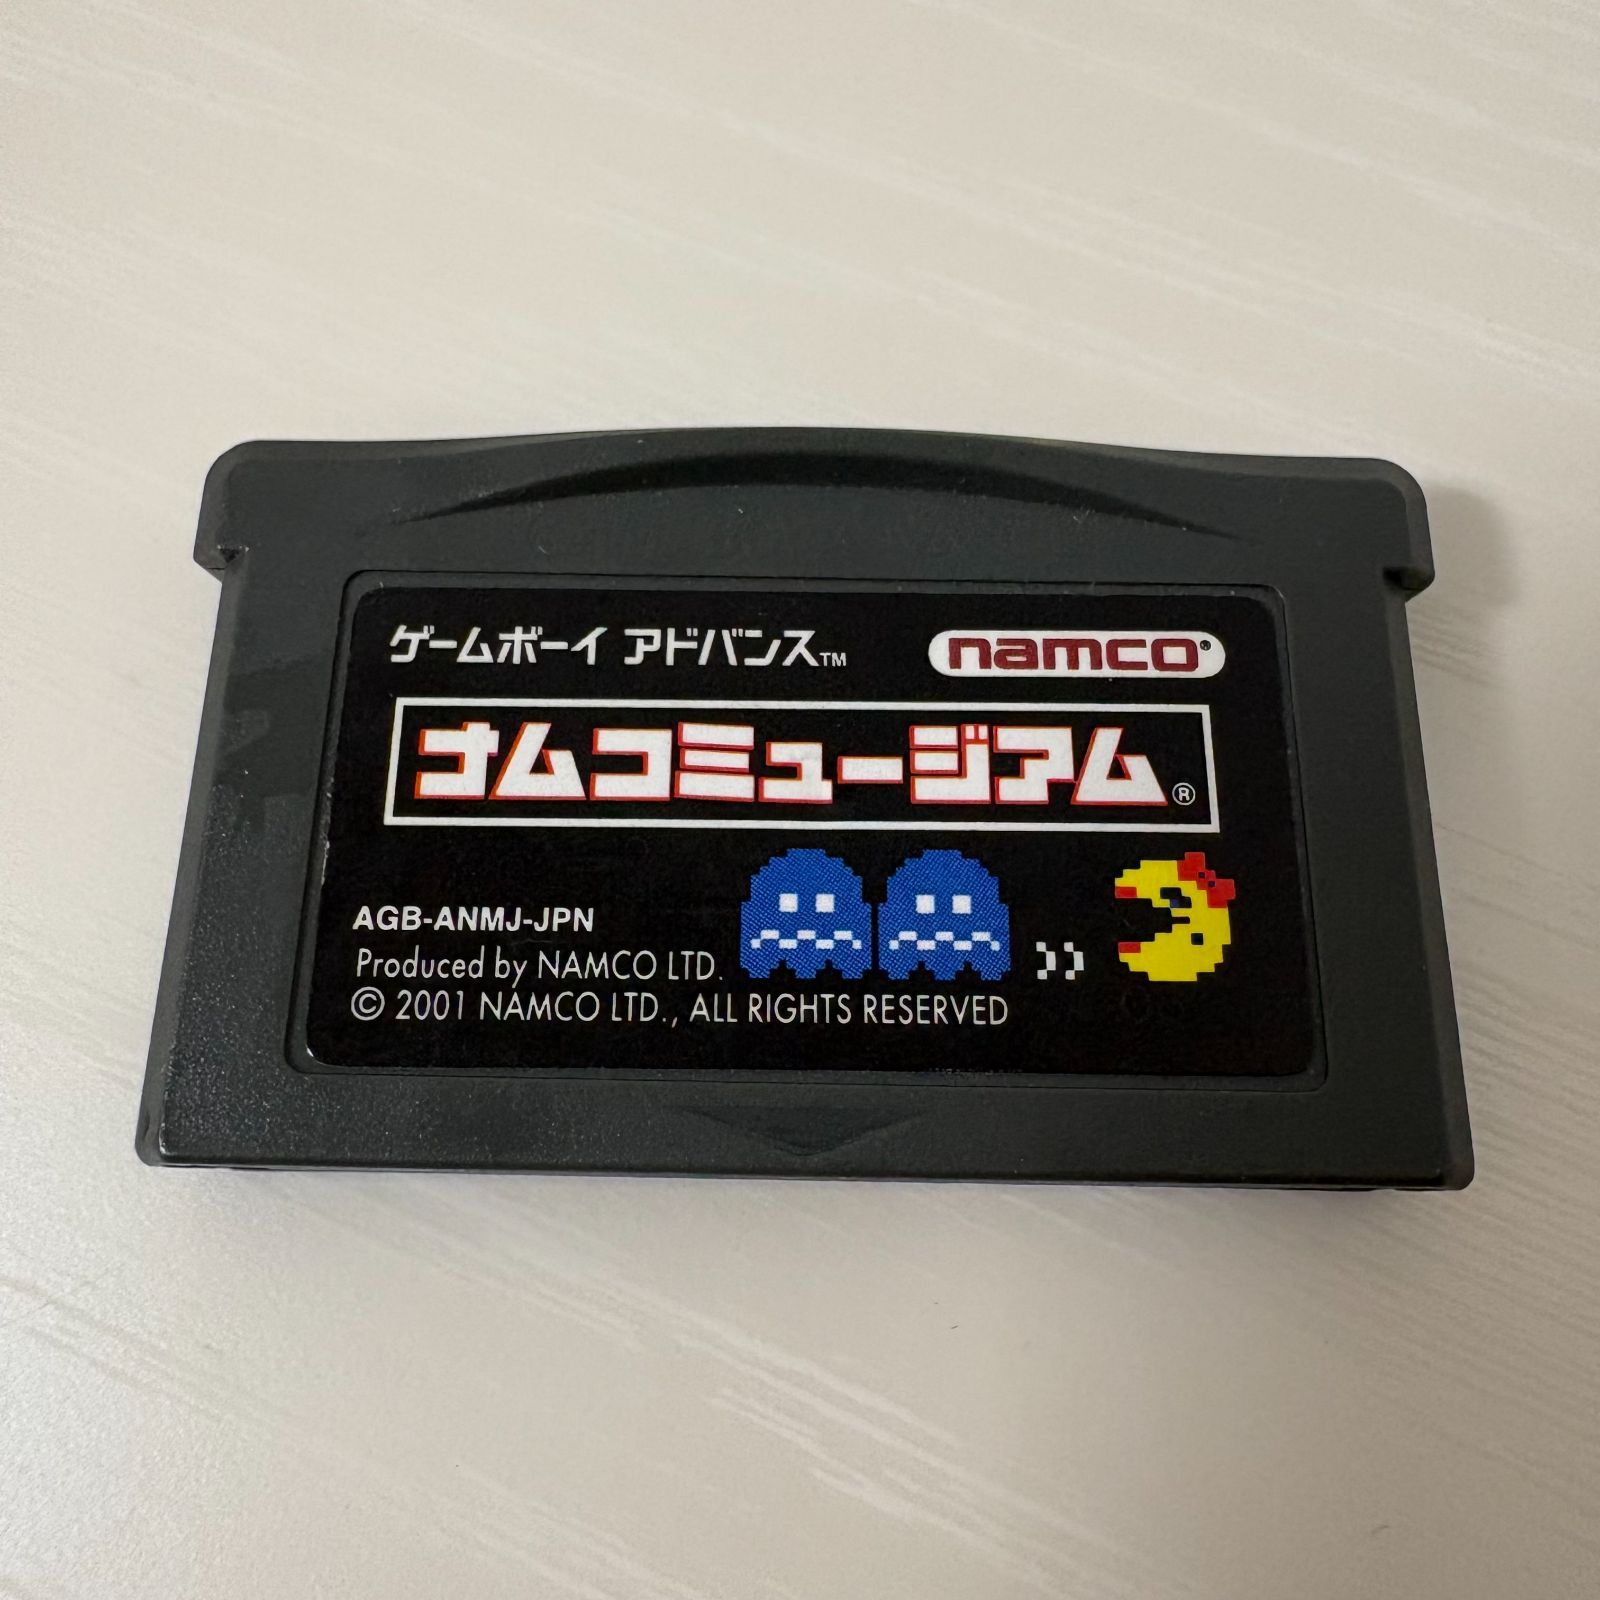 ゲームボーイ アドバンス™
namco®
ナムコミュージアム®
AGB-ANMJ-JPN
Produced by NAMCO LTD.
© 2001 NAMCO LTD., ALL RIGHTS RESERVED